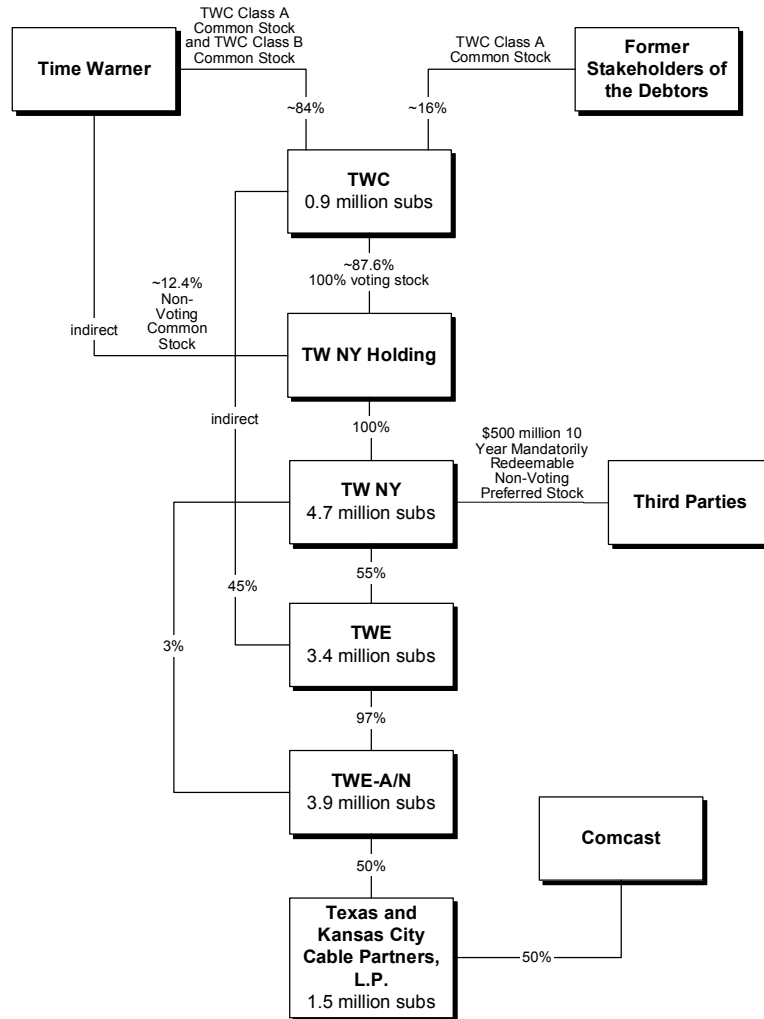 TWC Class A
Common Stock
and TWC Class B
Common Stock
TWC Class A
Common Stock
Time Warner
Former
Stakeholders of
the Debtors
~84%
~16%
TWC
0.9 million subs
~87.6%
100% voting stock
~12.4%
Non-
Voting
Common
Stock
indirect
TW NY Holding
indirect
100%
$500 million 10
Year Mandatorily
Redeemable
Non-Voting
Preferred Stock
TW NY
4.7 million subs
Third Parties
55%
45%
3%
TWE
3.4 million subs
97%
TWE-A/N
3.9 million subs
Comcast
50%
Texas and
Kansas City
Cable Partners,
L.P.
1.5 million subs
50%